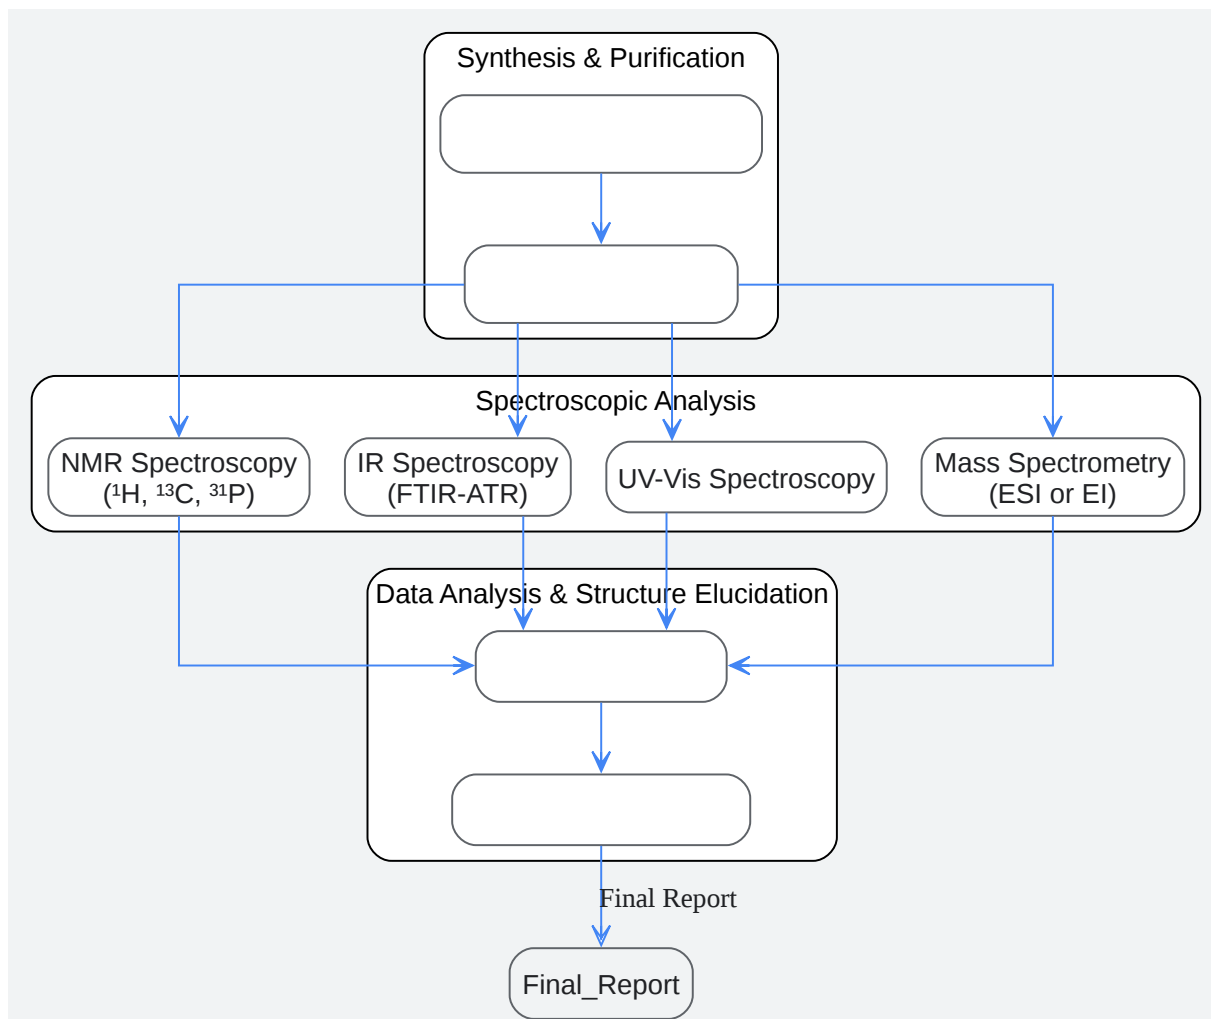 Synthesis & Purification
Spectroscopic Analysis
NMR Spectroscopy
(¹H, ¹³C, ³¹P)
IR Spectroscopy
(FTIR-ATR)
UV-Vis Spectroscopy
Mass Spectrometry
(ESI or EI)
Data Analysis & Structure Elucidation
Final Report
Final_Report